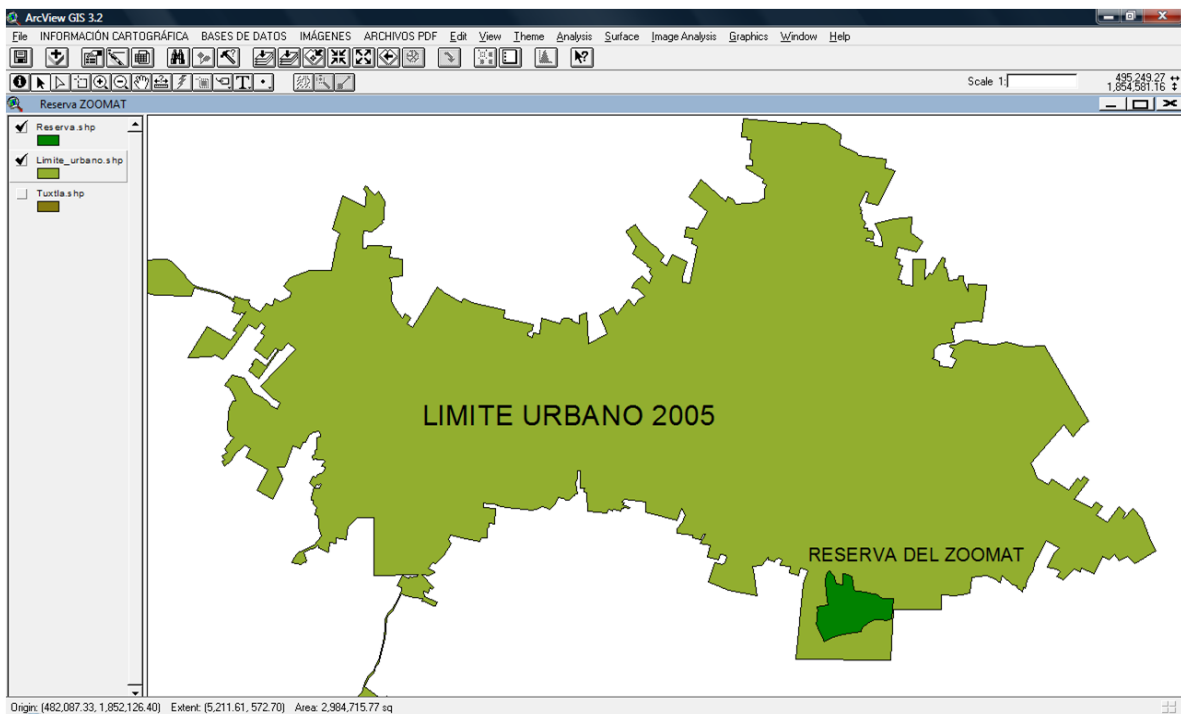 ArcView GIS 3.2
File INFORMACIÓN CARTOGRÁFICA BASES DE DATOS IMÁGENES ARCHIVOS PDF Edit View Theme Analysis Surface Image Analysis Graphics Window Help
Scale 1: 495,249.27
1,854,581.16
Reserva ZOOMAT
Reserva.shp
Limite_urbano.shp
Tuxtla.shp
LIMITE URBANO 2005
RESERVA DEL ZOOMAT
Origin: (482,087.33, 1,852,126.40) Extent: (5,211.61, 572.70) Area: 2,984,715.77 sq